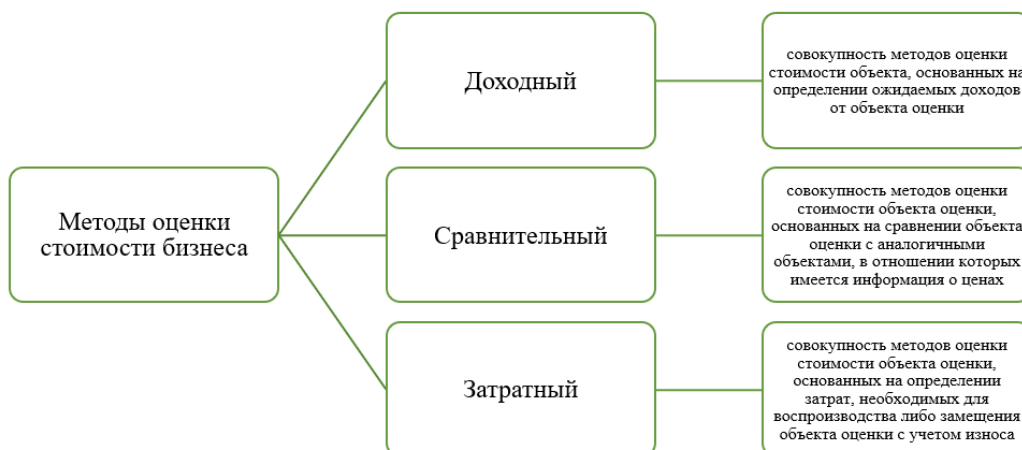 Методы оценки
стоимости бизнеса
Доходный
совокупность методов оценки
стоимости объекта, основанных на
определении ожидаемых доходов
от объекта оценки
Сравнительный
совокупность методов оценки
стоимости объекта оценки,
основанных на сравнении объекта
оценки с аналогичными
объектами, в отношении которых
имеется информация о ценах
Затратный
совокупность методов оценки
стоимости объекта оценки,
основанных на определении
затрат, необходимых для
воспроизводства либо замещения
объекта оценки с учетом износа